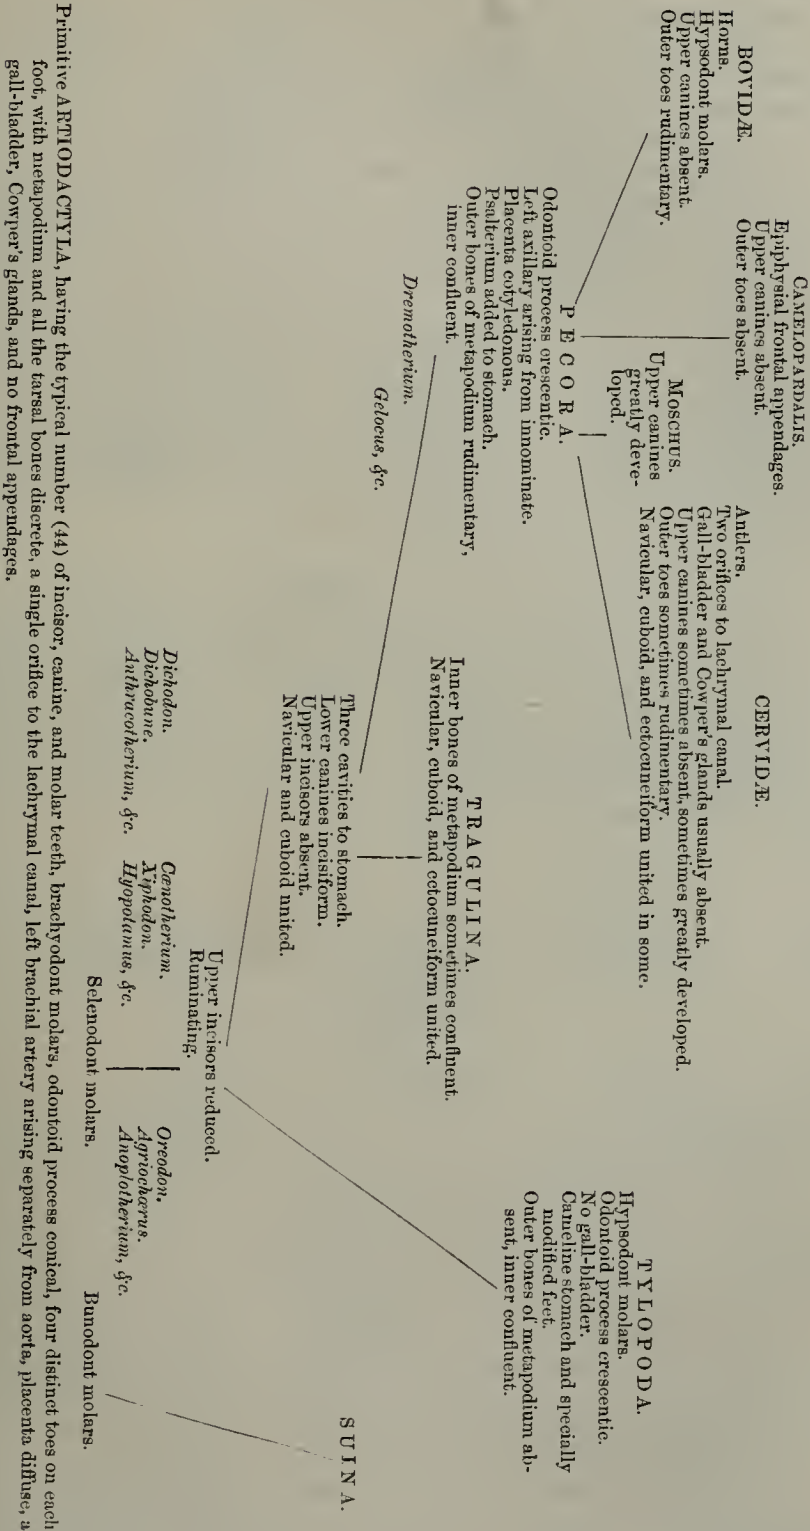 CAMELOPARDALIS.
Epiphysial frontal appendages.
Upper canines absent.
Outer toes absent.
BOVIDÆ.
Horns.
Hypsodont molars.
Upper canines absent.
Outer toes rudimentary.
CERVIDÆ.
Antlers.
Two orifices to lachrymal canal.
Gall-bladder and Cowper's glands usually absent.
Upper canines sometimes absent, sometimes greatly developed.
Outer toes sometimes rudimentary.
Navicular, cuboid, and ectocuneiform united in some.
MOSCHUS.
Upper canines
greatly deve-
loped.
PECORA.
Odontoid process crescentic.
Left axillary arising from innominate.
Placenta cotyledonous.
Psalterium added to stomach.
Outer bones of metapodium rudimentary,
inner confluent.
TYLOPODA.
Hypsodont molars.
Odontoid process crescentic.
No gall-bladder.
Cameline stomach and specially
modified feet.
Outer bones of metapodium ab-
sent, inner confluent.
TRAGULINA.
Inner bones of metapodium sometimes confluent.
Navicular, cuboid, and ectocuneiform united.
Dremotherium.
Gelocus, &c.
Three cavities to stomach.
Lower canines incisiform.
Upper incisors absent.
Navicular and cuboid united.
SUINA.
Upper incisors reduced.
Ruminating.
Dichodon.
Dichobune.
Anthracotherium, &c.
Cænotherium.
Xiphodon.
Hyopotamus, &c.
Oreodon.
Agriochœrus.
Anoplotherium, &c.
Selenodont molars.
Bunodont molars.
Primitive ARTIODACTYLA, having the typical number (44) of incisor, canine, and molar teeth, brachyodont molars, odontoid process conical, four distinct toes on each
foot, with metapodium and all the tarsal bones discrete, a single orifice to the lachrymal canal, left brachial artery arising separately from aorta, placenta diffuse, a
gall-bladder, Cowper's glands, and no frontal appendages.